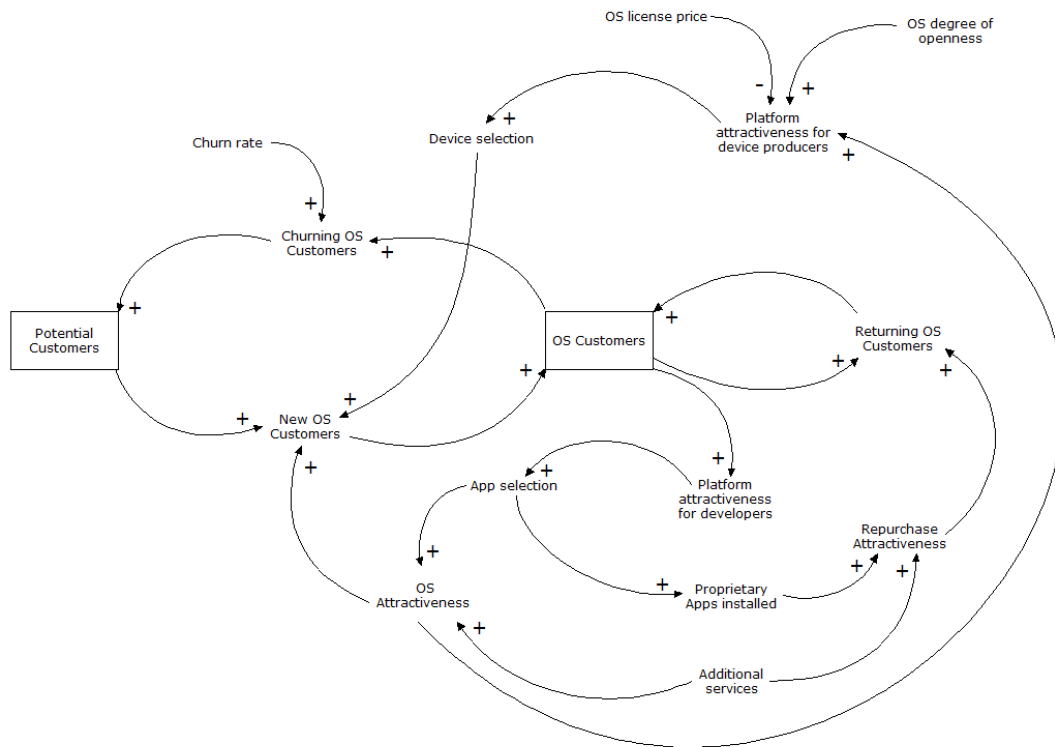 OS license price
OS degree of
openness
-
+
+
Device selection
Platform
attractiveness for
device producers
+
Churn rate
+
Churning OS
Customers
+
+
Potential
Customers
+
OS Customers
+
Returning OS
Customers
+
+
+
+
+
New OS
Customers
+
+
+
App selection
+
Platform
attractiveness
for developers
Repurchase
Attractiveness
+
+
+
+
OS
Attractiveness
Proprietary
Apps installed
+
Additional
services